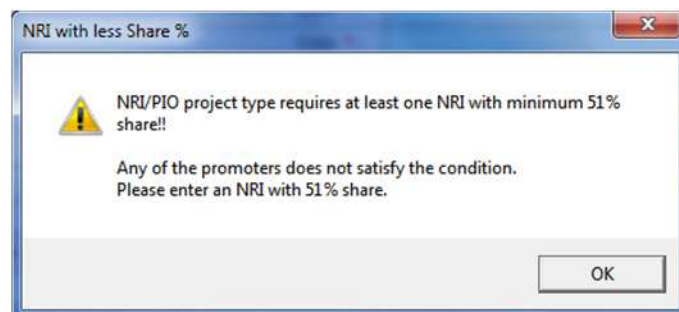 NRI with less Share %
NRI/PIO project type requires at least one NRI with minimum 51%
share!!
Any of the promoters does not satisfy the condition.
Please enter an NRI with 51% share.
OK